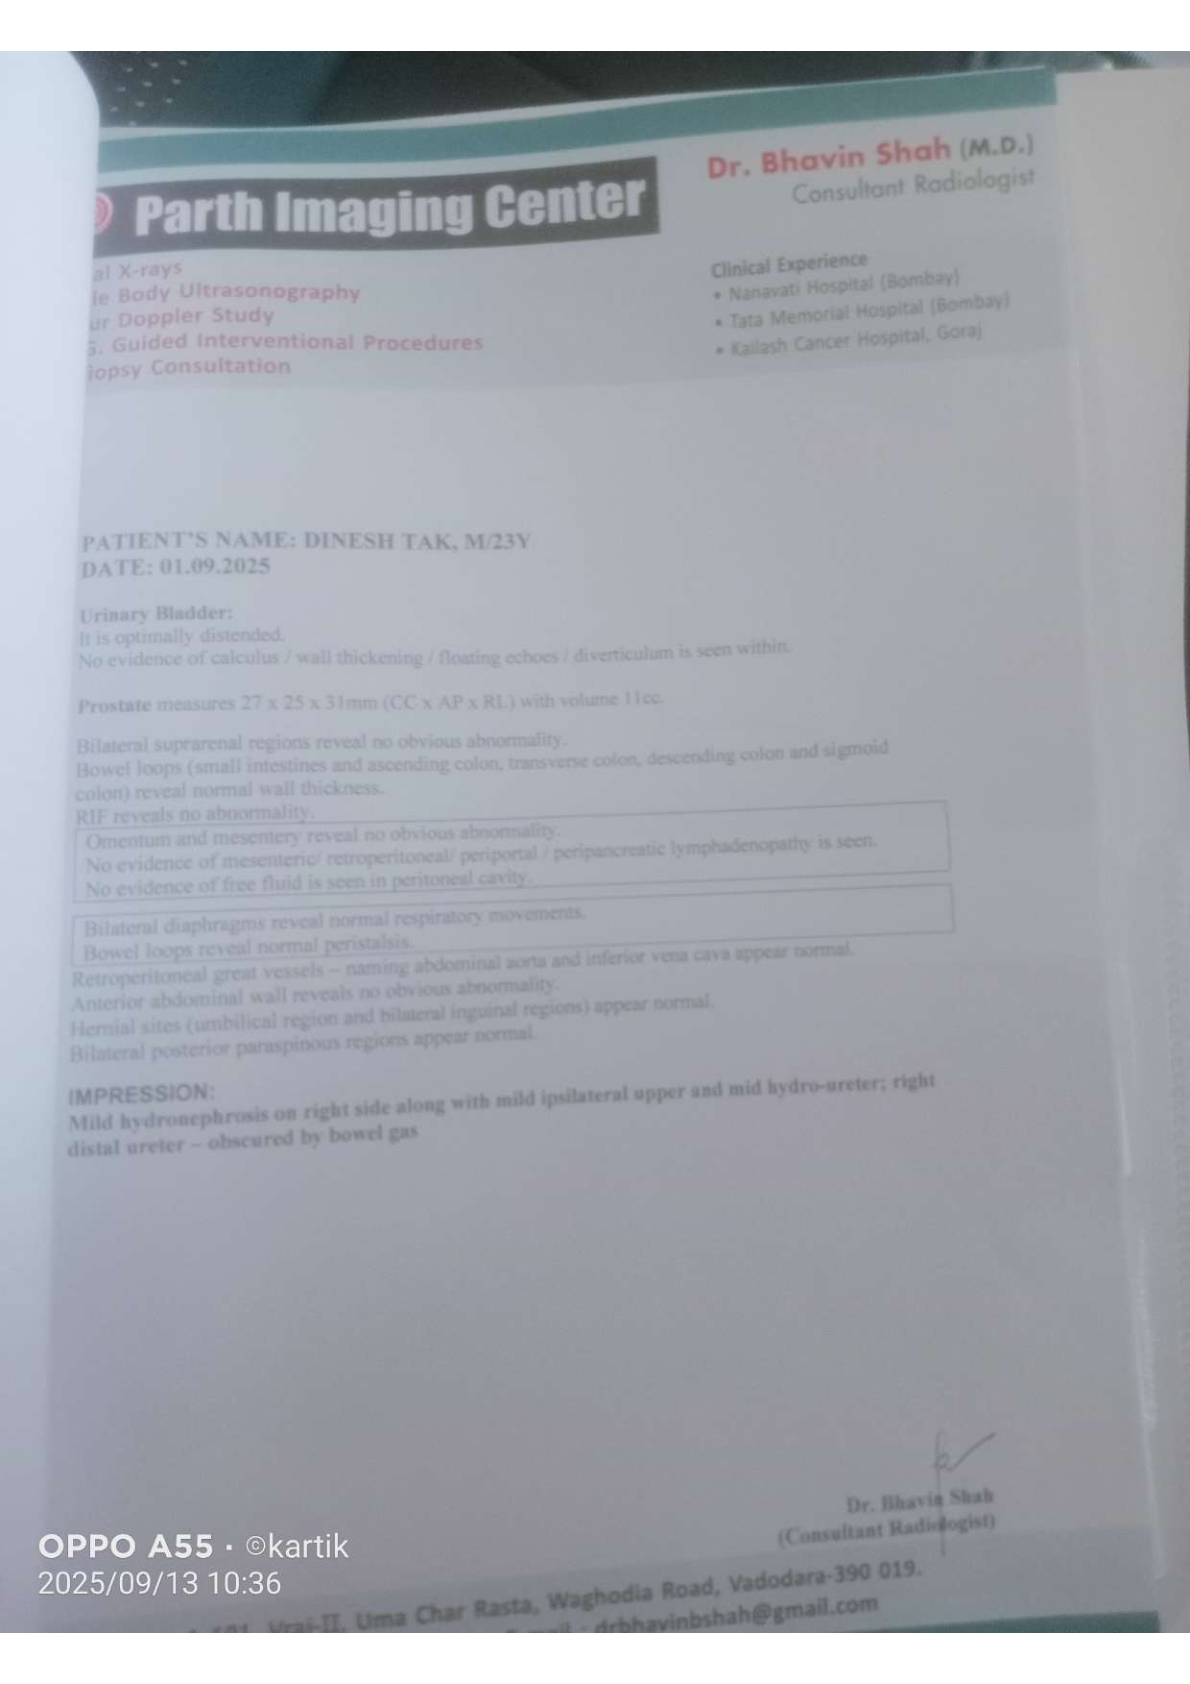 Parth Imaging Center
Dr. Bhavin Shah (M.D.)
Consultant Radiologist
al X-rays
le Body Ultrasonography
ur Doppler Study
G. Guided Interventional Procedures
iopsy Consultation
Clinical Experience
• Nanavati Hospital (Bombay)
• Tata Memorial Hospital (Bombay)
• Kailash Cancer Hospital, Goraj
PATIENT'S NAME: DINESH TAK, M/23Y
DATE: 01.09.2025
Urinary Bladder:
It is optimally distended.
No evidence of calculus / wall thickening / floating echoes / diverticulum is seen within.
Prostate measures 27 x 25 x 31mm (CC x AP x RL) with volume 11cc.
Bilateral suprarenal regions reveal no obvious abnormality.
Bowel loops (small intestines and ascending colon, transverse colon, descending colon and sigmoid
colon) reveal normal wall thickness.
RIF reveals no abnormality.
Omentum and mesentery reveal no obvious abnormality.
No evidence of mesenteric/ retroperitoneal/ periportal / peripancreatic lymphadenopathy is seen.
No evidence of free fluid is seen in peritoneal cavity.
Bilateral diaphragms reveal normal respiratory movements.
Bowel loops reveal normal peristalsis.
Retroperitoneal great vessels – naming abdominal aorta and inferior vena cava appear normal.
Anterior abdominal wall reveals no obvious abnormality.
Hernial sites (umbilical region and bilateral inguinal regions) appear normal.
Bilateral posterior paraspinous regions appear normal.
IMPRESSION:
Mild hydronephrosis on right side along with mild ipsilateral upper and mid hydro-ureter; right
distal ureter – obscured by bowel gas
Dr. Bhavin Shah
(Consultant Radiologist)
Vraj-II, Uma Char Rasta, Waghodia Road, Vadodara-390 019.
drbhavinbshah@gmail.com
OPPO A55 · ©kartik
2025/09/13 10:36